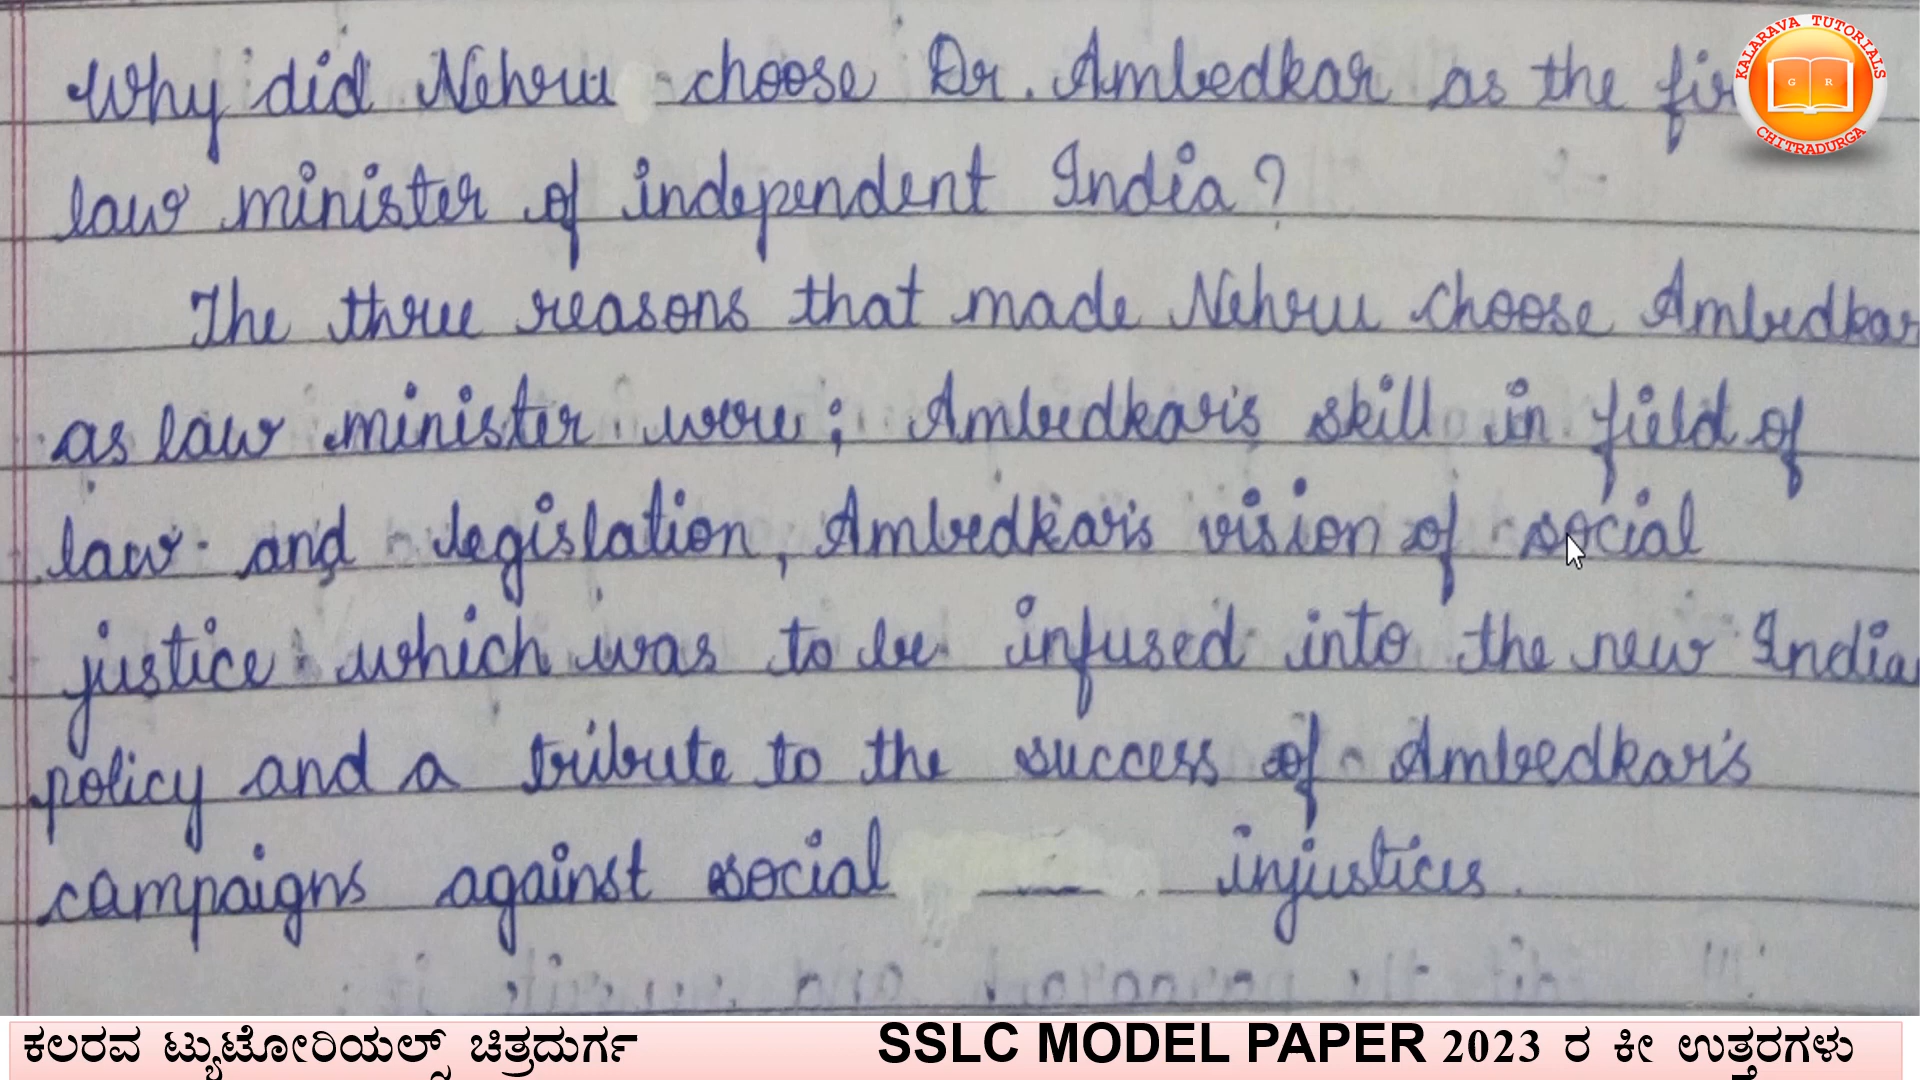 Why did Nehru choose Dr. Ambedkar as the fir
law minister of independent India?
The three reasons that made Nehru choose Ambedkar
as law minister were; Ambedkar's skill in field of
law and legislation, Ambedkar's vision of social
justice which was to be infused into the new India
policy and a tribute to the success of Ambedkar's
campaigns against social injustices.
KALARAVA TUTORIALS
G R
CHITRADURGA
ಕಲರವ ಟ್ಯುಟೋರಿಯಲ್ಸ್ ಚಿತ್ರದುರ್ಗ SSLC MODEL PAPER 2023 ರ ಕೀ ಉತ್ತರಗಳು